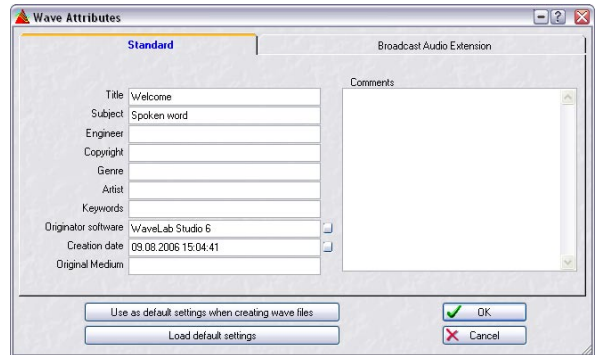 Wave Attributes
Standard
Broadcast Audio Extension
Comments
Title Welcome
Subject Spoken word
Engineer
Copyright
Genre
Artist
Keywords
Originator software WaveLab Studio 6
Creation date 09.08.2006 15:04:41
Original Medium
Use as default settings when creating wave files
OK
Load default settings
Cancel